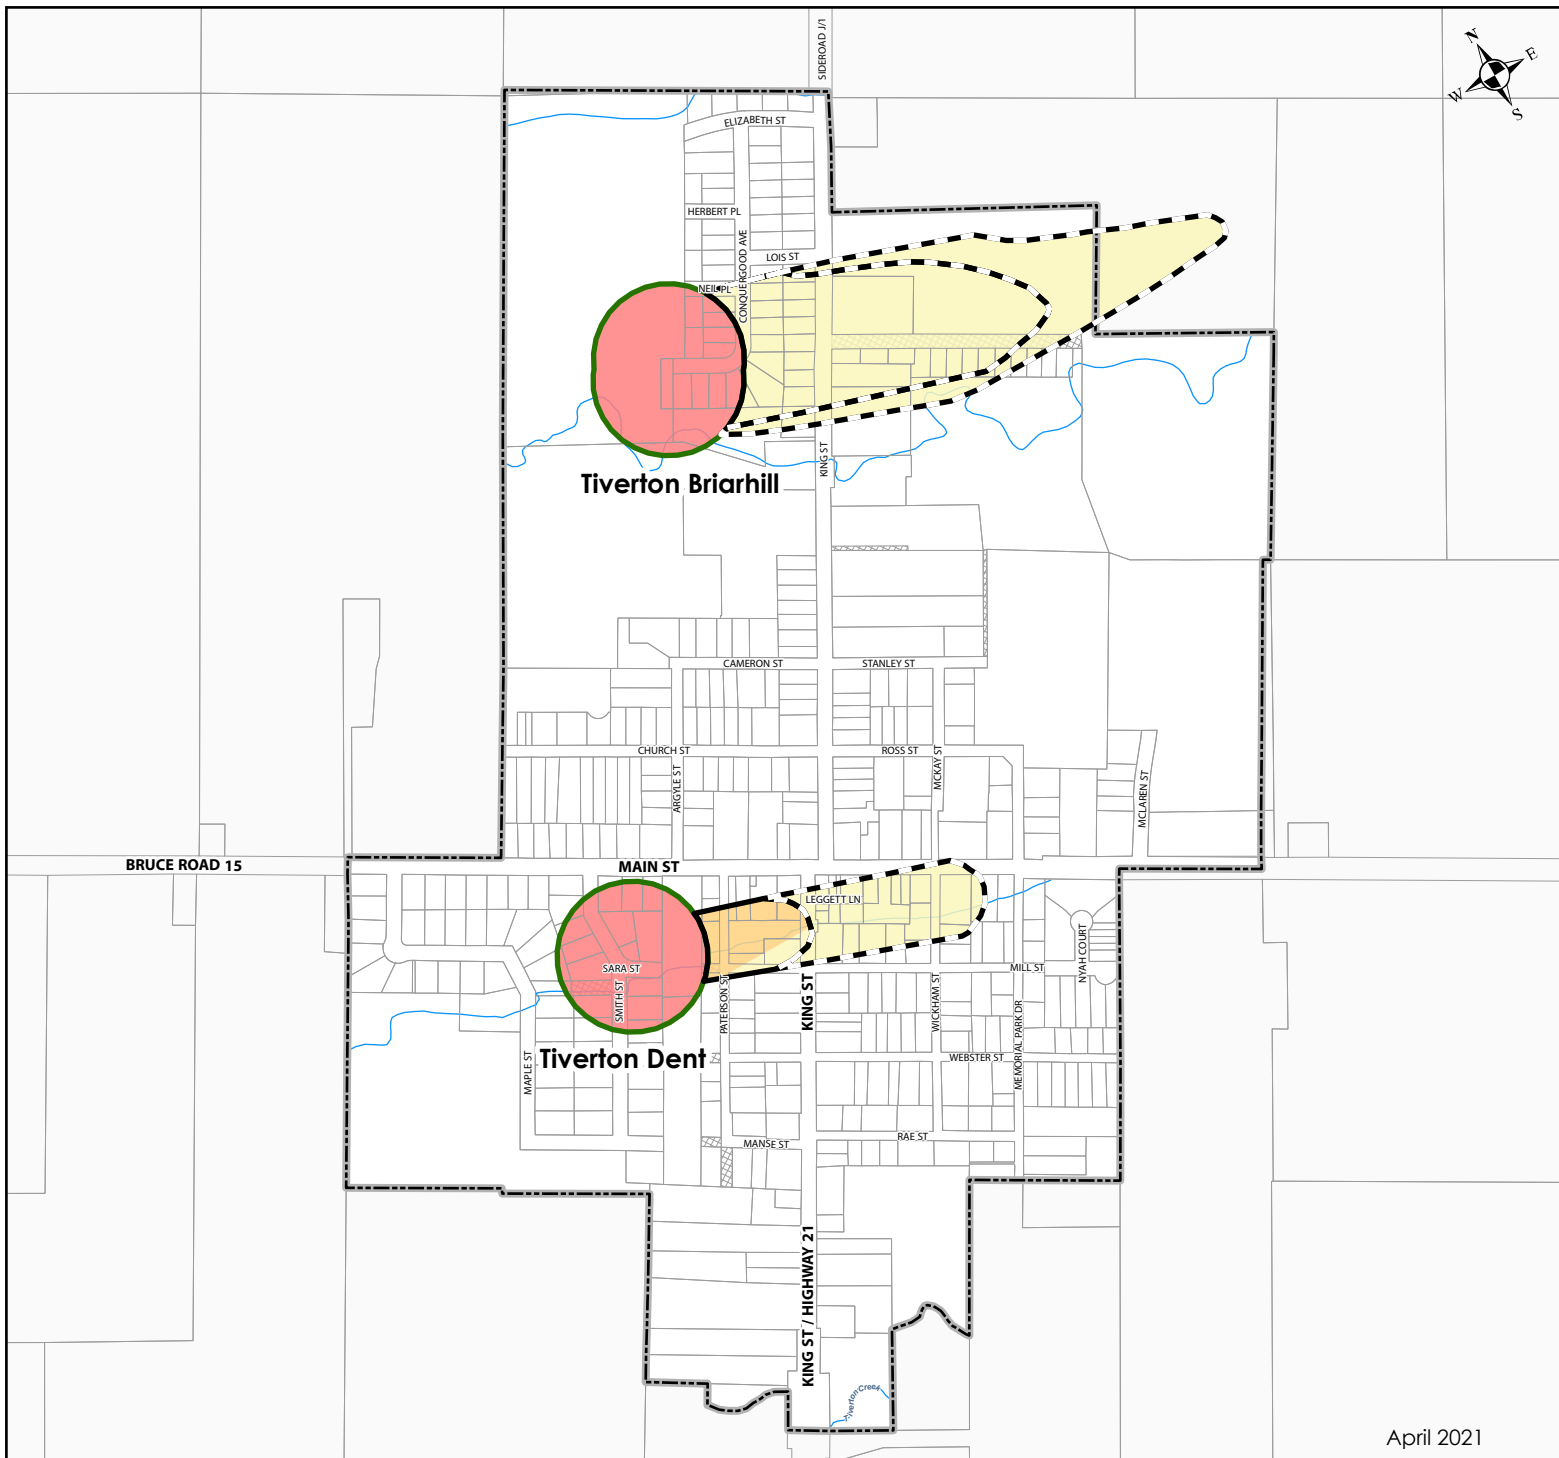 SIDEROAD J/1
N
E
W
S
ELIZABETH ST
HERBERT PL
CONQUERGOOD AVE
LOIS ST
NEIL PL
KING ST
Tiverton Briarhill
CAMERON ST
STANLEY ST
CHURCH ST
ROSS ST
ARGYLE ST
MCKAY ST
MCLAREN ST
BRUCE ROAD 15
MAIN ST
LEGGETT LN
SARA ST
SMITH ST
PATERSON ST
KING ST
MILL ST
NYAH COURT
WICKHAM ST
MEMORIAL PARK DR
WEBSTER ST
Tiverton Dent
MAPLE ST
MANSE ST
RAE ST
KING ST / HIGHWAY 21
Tiverton Creek
April 2021